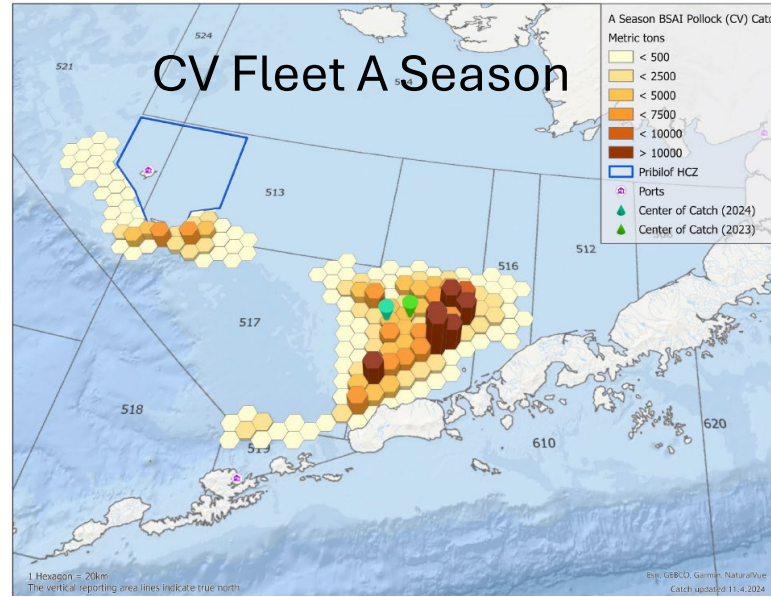 524
521
CV Fleet A Season
A Season BSAI Pollock (CV) Catc
Metric tons
< 500
< 2500
< 5000
< 7500
< 10000
> 10000
Pribilof HCZ
Ports
Center of Catch (2024)
Center of Catch (2023)
513
516
512
517
518
519
610
620
1 Hexagon = 20km
The vertical reporting area lines indicate true north
Esri, GEBCO, Garmin, NaturalVue
Catch updated 11.4.2024